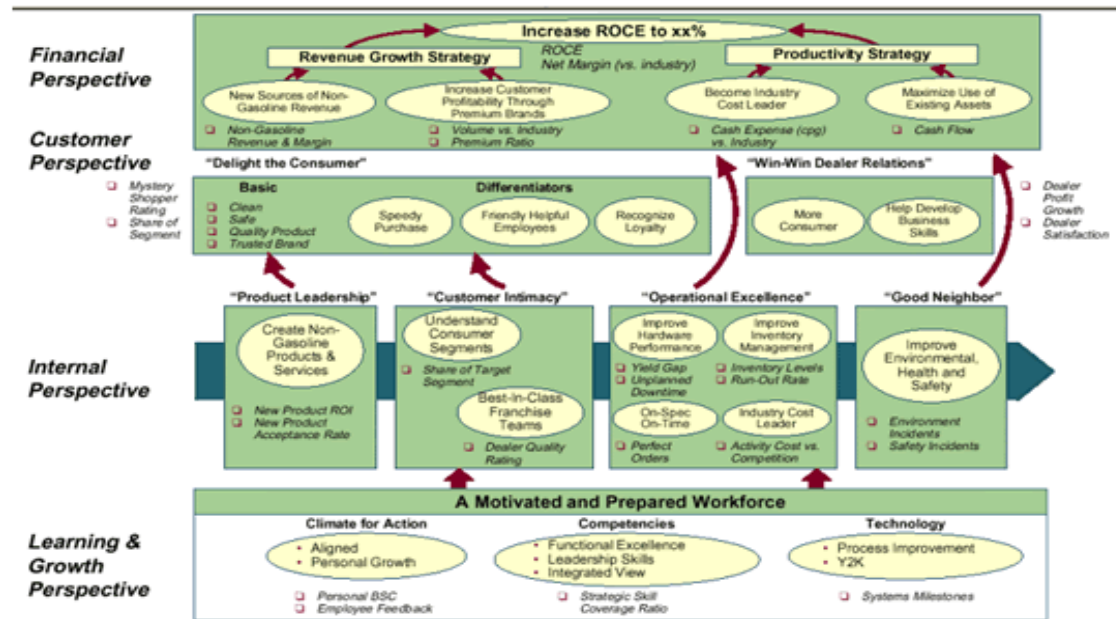 Financial
Perspective
Increase ROCE to xx%
ROCE
Net Margin (vs. industry)
Revenue Growth Strategy
Productivity Strategy
New Sources of Non-
Gasoline Revenue
Increase Customer
Profitability Through
Premium Brands
Become Industry
Cost Leader
Maximize Use of
Existing Assets
Non-Gasoline
Revenue & Margin
Volume vs. Industry
Premium Ratio
Cash Expense (cpg)
vs. Industry
Cash Flow
Customer
Perspective
"Delight the Consumer"
"Win-Win Dealer Relations"
Mystery
Shopper
Rating
Share of
Segment
Basic
Clean
Safe
Quality Product
Trusted Brand
Differentiators
Speedy
Purchase
Friendly Helpful
Employees
Recognize
Loyalty
More
Consumer
Help Develop
Business
Skills
Dealer
Profit
Growth
Dealer
Satisfaction
Internal
Perspective
"Product Leadership"
"Customer Intimacy"
"Operational Excellence"
"Good Neighbor"
Create Non-
Gasoline
Products &
Services
New Product ROI
New Product
Acceptance Rate
Understand
Consumer
Segments
Share of Target
Segment
Best-In-Class
Franchise
Teams
Dealer Quality
Rating
Improve
Hardware
Performance
Yield Gap
Unplanned
Downtime
Improve
Inventory
Management
Inventory Levels
Run-Out Rate
On-Spec
On-Time
Perfect
Orders
Industry Cost
Leader
Activity Cost vs.
Competition
Improve
Environmental,
Health and
Safety
Environment
Incidents
Safety Incidents
Learning &
Growth
Perspective
A Motivated and Prepared Workforce
Climate for Action
Aligned
Personal Growth
Personal BSC
Employee Feedback
Competencies
Functional Excellence
Leadership Skills
Integrated View
Strategic Skill
Coverage Ratio
Technology
Process Improvement
Y2K
Systems Milestones